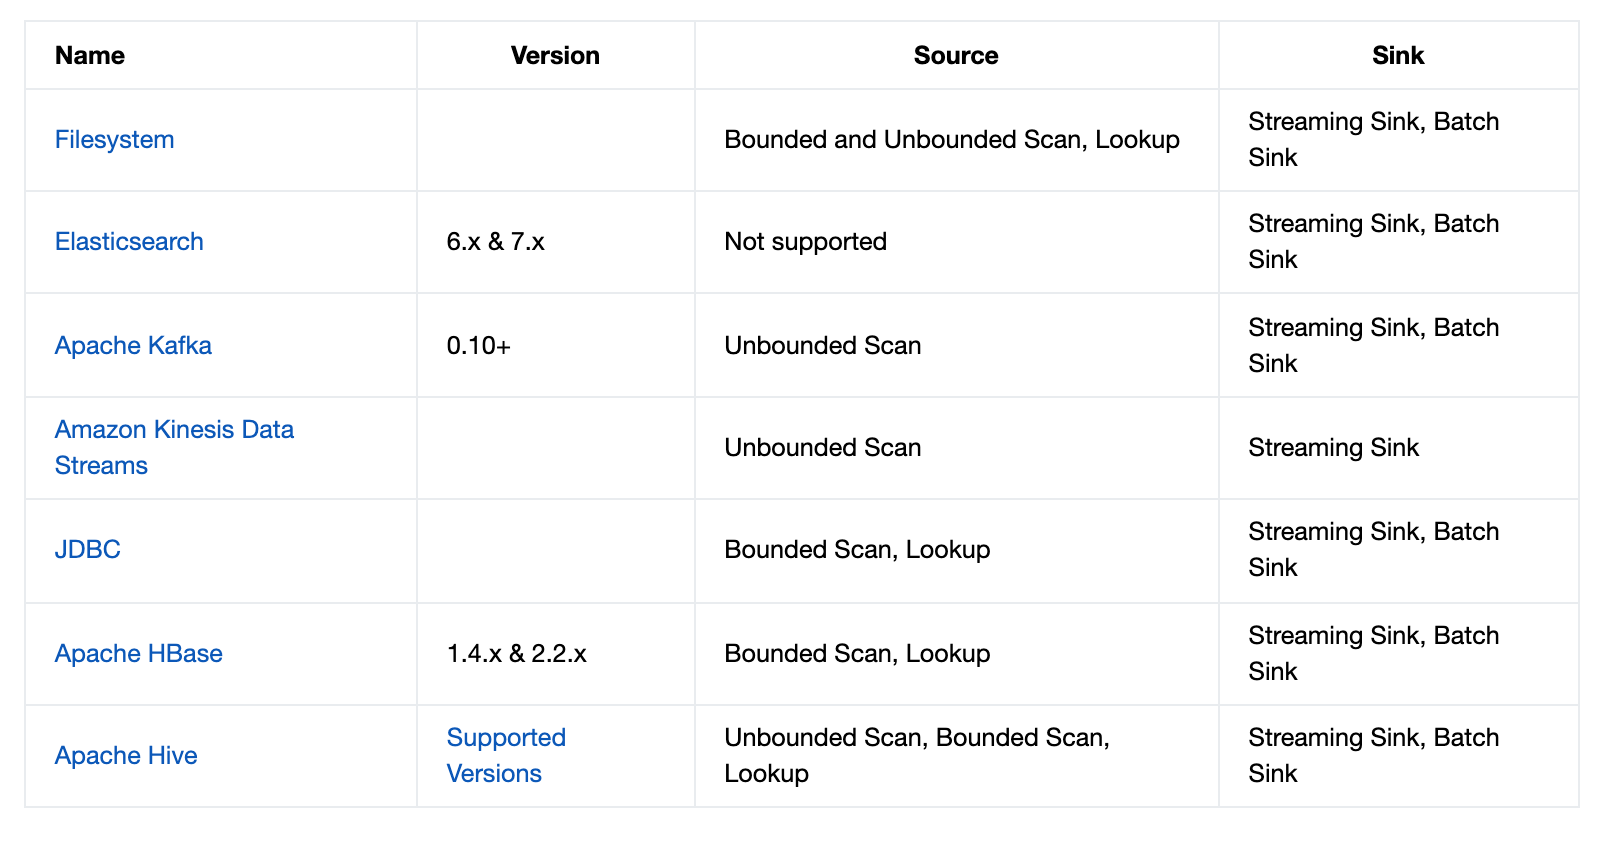 Name Version Source Sink
Filesystem Bounded and Unbounded Scan, Lookup Streaming Sink, Batch
Sink
Elasticsearch 6.x & 7.x Not supported Streaming Sink, Batch
Sink
Apache Kafka 0.10+ Unbounded Scan Streaming Sink, Batch
Sink
Amazon Kinesis Data
Streams Unbounded Scan Streaming Sink
JDBC Bounded Scan, Lookup Streaming Sink, Batch
Sink
Apache HBase 1.4.x & 2.2.x Bounded Scan, Lookup Streaming Sink, Batch
Sink
Apache Hive Supported
Versions Unbounded Scan, Bounded Scan,
Lookup Streaming Sink, Batch
Sink